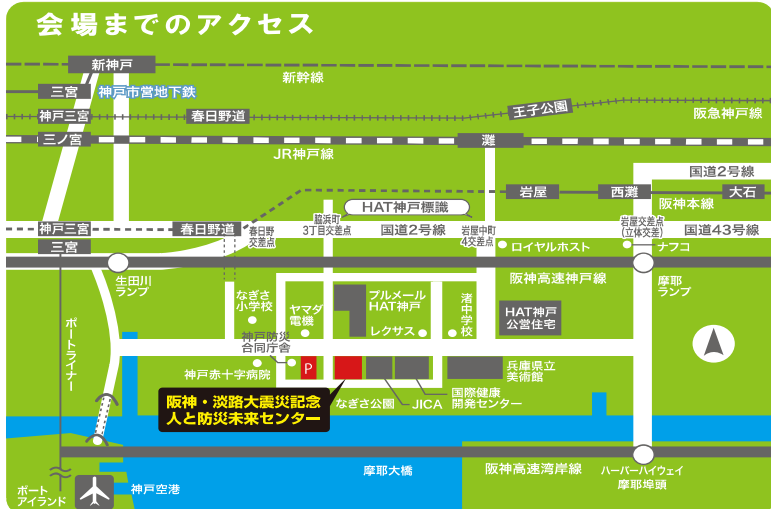 会場までのアクセス
新神戸
新幹線
三宮
神戸市営地下鉄
神戸三宮
春日野道
王子公園
阪急神戸線
三ノ宮
灘
JR神戸線
国道2号線
岩屋
西灘
大石
阪神本線
HAT神戸標識
神戸三宮
春日野道
春日野
交差点
脇浜町
3丁目交差点
国道2号線
岩屋中町
4交差点
岩屋交差点
(立体交差)
国道43号線
三宮
ロイヤルホスト
ナフコ
阪神高速神戸線
生田川
ランプ
摩耶
ランプ
なぎさ
小学校
ヤマダ
電機
ブルメール
HAT神戸
渚中学校
HAT神戸
公営住宅
レクサス
ポートライナー
神戸防災
合同庁舎
神戸赤十字病院
P
兵庫県立
美術館
阪神・淡路大震災記念
人と防災未来センター
なぎさ公園
JICA
国際健康
開発センター
摩耶大橋
阪神高速湾岸線
ハーバーハイウェイ
摩耶埠頭
ポート
アイランド
神戸空港